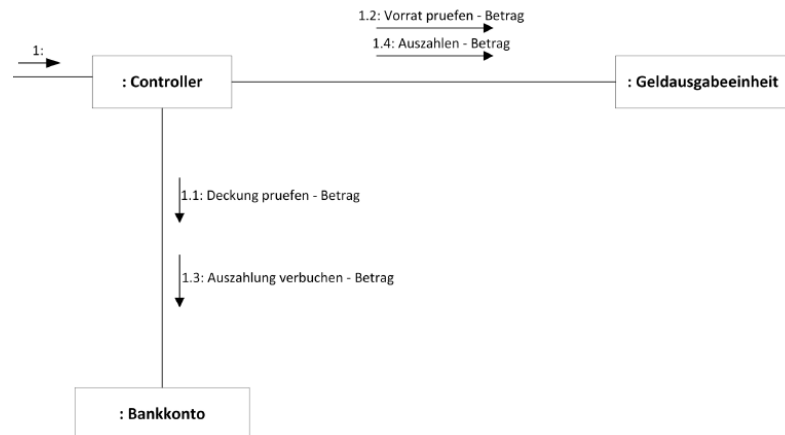 1.2: Vorrat pruefen - Betrag
1:
1.4: Auszahlen - Betrag
: Controller
: Geldausgabeeinheit
1.1: Deckung pruefen - Betrag
1.3: Auszahlung verbuchen - Betrag
: Bankkonto